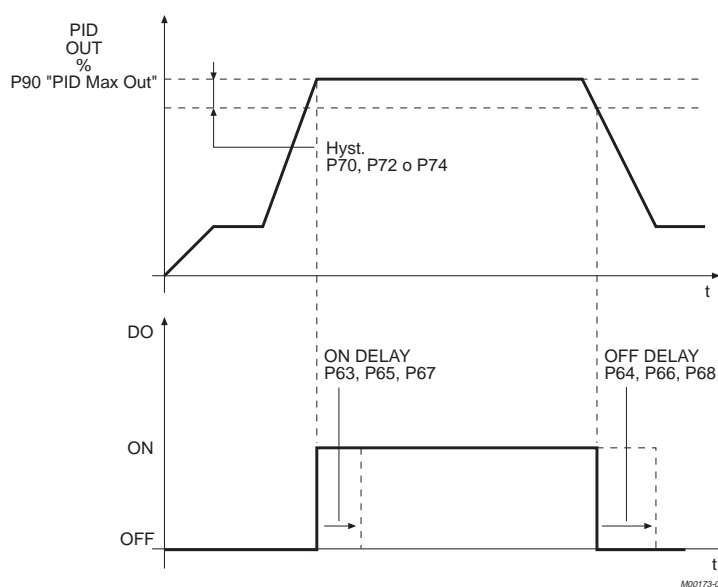 PID
OUT
%
P90 "PID Max Out"
Hyst.
P70, P72 o P74
t
DO
ON DELAY
P63, P65, P67
OFF DELAY
P64, P66, P68
ON
OFF
t